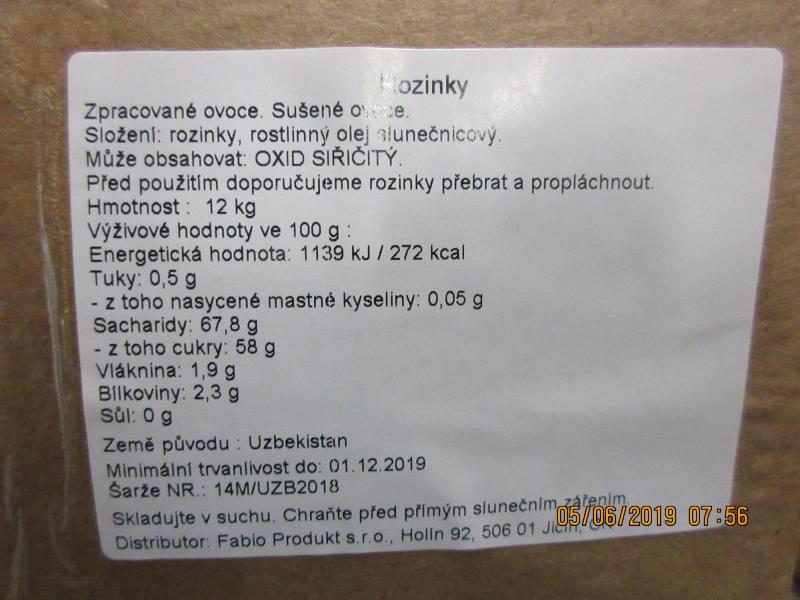 Rozinky
Zpracované ovoce. Sušené ovoce.
Složení: rozinky, rostlinný olej slunečnicový.
Může obsahovat: OXID SIŘIČITÝ.
Před použitím doporučujeme rozinky přebrat a propláchnout.
Hmotnost : 12 kg
Výživové hodnoty ve 100 g :
Energetická hodnota: 1139 kJ / 272 kcal
Tuky: 0,5 g
- z toho nasycené mastné kyseliny: 0,05 g
Sacharidy: 67,8 g
- z toho cukry: 58 g
Vláknina: 1,9 g
Bílkoviny: 2,3 g
Sůl: 0 g
Země původu : Uzbekistan
Minimální trvanlivost do: 01.12.2019
Šarže NR.: 14M/UZB2018
Skladujte v suchu. Chraňte před přímým slunečním zářením.
Distributor: Fabio Produkt s.r.o., Holín 92, 506 01 Jičín,
05/06/2019 07:56